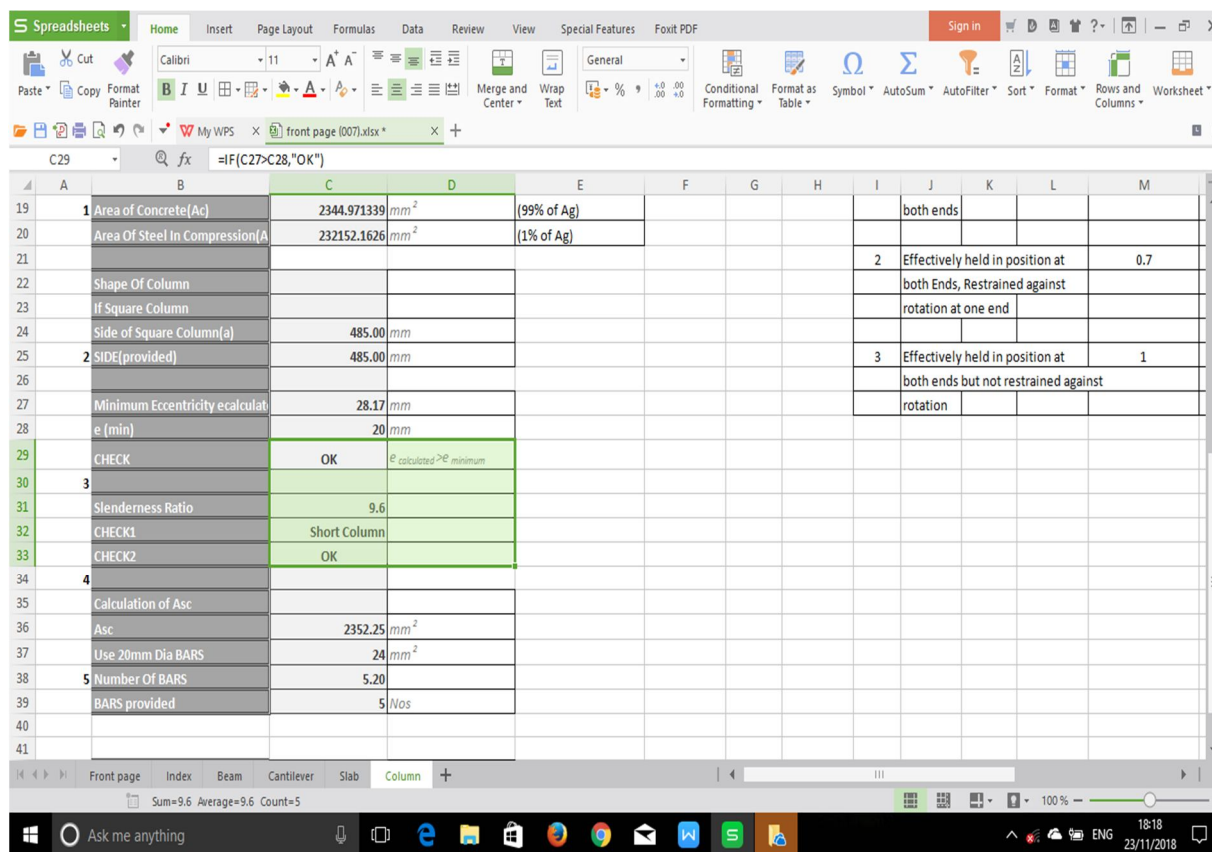 S Spreadsheets Home Insert Page Layout Formulas Data Review View Special Features Foxit PDF Sign in
Cut Calibri 11 General
Paste Copy Format Painter B I U Merge and Center Wrap Text Conditional Formatting Format as Table Symbol AutoSum AutoFilter Sort Format Rows and Columns Worksheet
W My WPS front page (007).xlsx *
C29 fx =IF(C27>C28,"OK")
A B C D E F G H I J K L M
19 1 Area of Concrete(Ac) 2344.971339 mm² (99% of Ag) both ends
20 Area Of Steel In Compression(A 232152.1626 mm² (1% of Ag)
21 2 Effectively held in position at 0.7
22 Shape Of Column both Ends, Restrained against
23 If Square Column rotation at one end
24 Side of Square Column(a) 485.00 mm
25 2 SIDE(provided) 485.00 mm 3 Effectively held in position at 1
26 both ends but not restrained against
27 Minimum Eccentricity ecalculat 28.17 mm rotation
28 e (min) 20 mm
29 CHECK OK e calculated >e minimum
30 3
31 Slenderness Ratio 9.6
32 CHECK1 Short Column
33 CHECK2 OK
34 4
35 Calculation of Asc
36 Asc 2352.25 mm²
37 Use 20mm Dia BARS 24 mm²
38 5 Number Of BARS 5.20
39 BARS provided 5 Nos
40
41
Front page Index Beam Cantilever Slab Column
Sum=9.6 Average=9.6 Count=5 100 %
Ask me anything ENG 18:18
23/11/2018